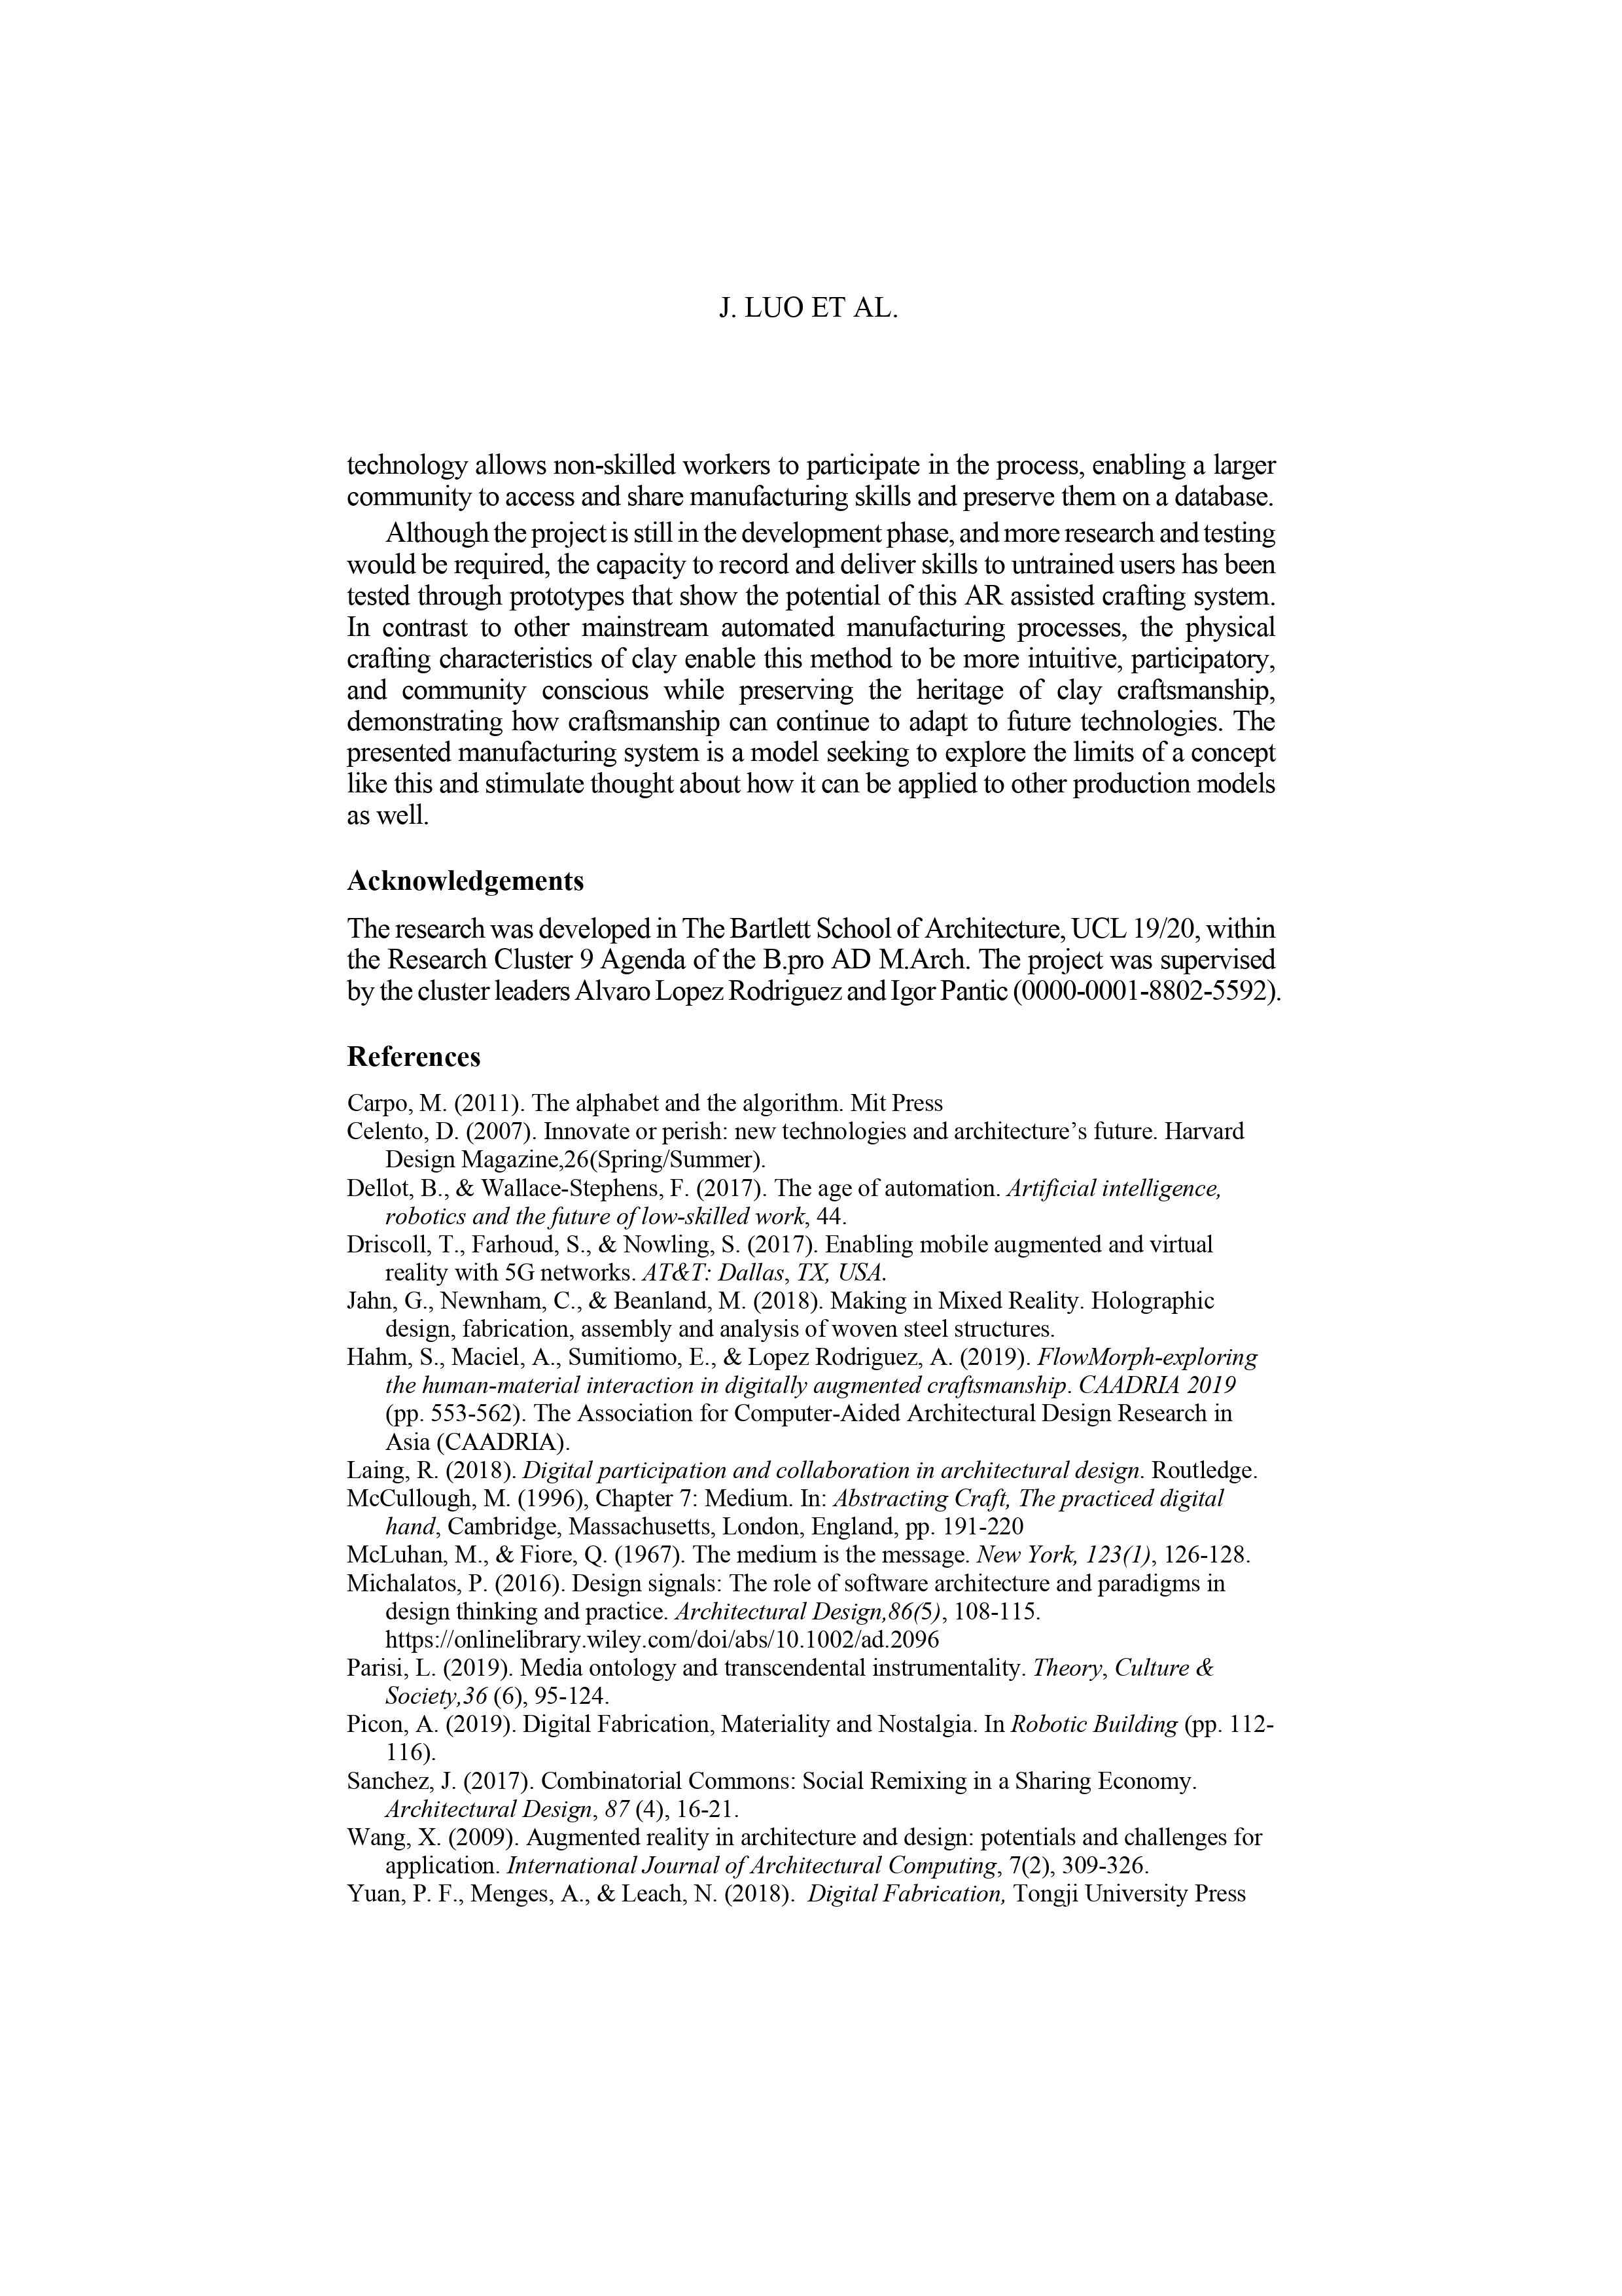 J. LUO ET AL.
technology allows non-skilled workers to participate in the process, enabling a larger
community to access and share manufacturing skills and preserve them on a database.
Although the project is still in the development phase, and more research and testing
would be required, the capacity to record and deliver skills to untrained users has been
tested through prototypes that show the potential of this AR assisted crafting system.
In contrast to other mainstream automated manufacturing processes, the physical
crafting characteristics of clay enable this method to be more intuitive, participatory,
and community conscious while preserving the heritage of clay craftsmanship,
demonstrating how craftsmanship can continue to adapt to future technologies. The
presented manufacturing system is a model seeking to explore the limits of a concept
like this and stimulate thought about how it can be applied to other production models
as well.
Acknowledgements
The research was developed in The Bartlett School of Architecture, UCL 19/20, within
the Research Cluster 9 Agenda of the B.pro AD M.Arch. The project was supervised
by the cluster leaders Alvaro Lopez Rodriguez and Igor Pantic (0000-0001-8802-5592).
References
Carpo, M. (2011). The alphabet and the algorithm. Mit Press
Celento, D. (2007). Innovate or perish: new technologies and architecture’s future. Harvard
Design Magazine,26(Spring/Summer).
Dellot, B., & Wallace-Stephens, F. (2017). The age of automation. Artificial intelligence,
robotics and the future of low-skilled work, 44.
Driscoll, T., Farhoud, S., & Nowling, S. (2017). Enabling mobile augmented and virtual
reality with 5G networks. AT&T: Dallas, TX, USA.
Jahn, G., Newnham, C., & Beanland, M. (2018). Making in Mixed Reality. Holographic
design, fabrication, assembly and analysis of woven steel structures.
Hahm, S., Maciel, A., Sumitiomo, E., & Lopez Rodriguez, A. (2019). FlowMorph-exploring
the human-material interaction in digitally augmented craftsmanship. CAADRIA 2019
(pp. 553-562). The Association for Computer-Aided Architectural Design Research in
Asia (CAADRIA).
Laing, R. (2018). Digital participation and collaboration in architectural design. Routledge.
McCullough, M. (1996), Chapter 7: Medium. In: Abstracting Craft, The practiced digital
hand, Cambridge, Massachusetts, London, England, pp. 191-220
McLuhan, M., & Fiore, Q. (1967). The medium is the message. New York, 123(1), 126-128.
Michalatos, P. (2016). Design signals: The role of software architecture and paradigms in
design thinking and practice. Architectural Design,86(5), 108-115.
https://onlinelibrary.wiley.com/doi/abs/10.1002/ad.2096
Parisi, L. (2019). Media ontology and transcendental instrumentality. Theory, Culture &
Society,36 (6), 95-124.
Picon, A. (2019). Digital Fabrication, Materiality and Nostalgia. In Robotic Building (pp. 112-
116).
Sanchez, J. (2017). Combinatorial Commons: Social Remixing in a Sharing Economy.
Architectural Design, 87 (4), 16-21.
Wang, X. (2009). Augmented reality in architecture and design: potentials and challenges for
application. International Journal of Architectural Computing, 7(2), 309-326.
Yuan, P. F., Menges, A., & Leach, N. (2018). Digital Fabrication, Tongji University Press